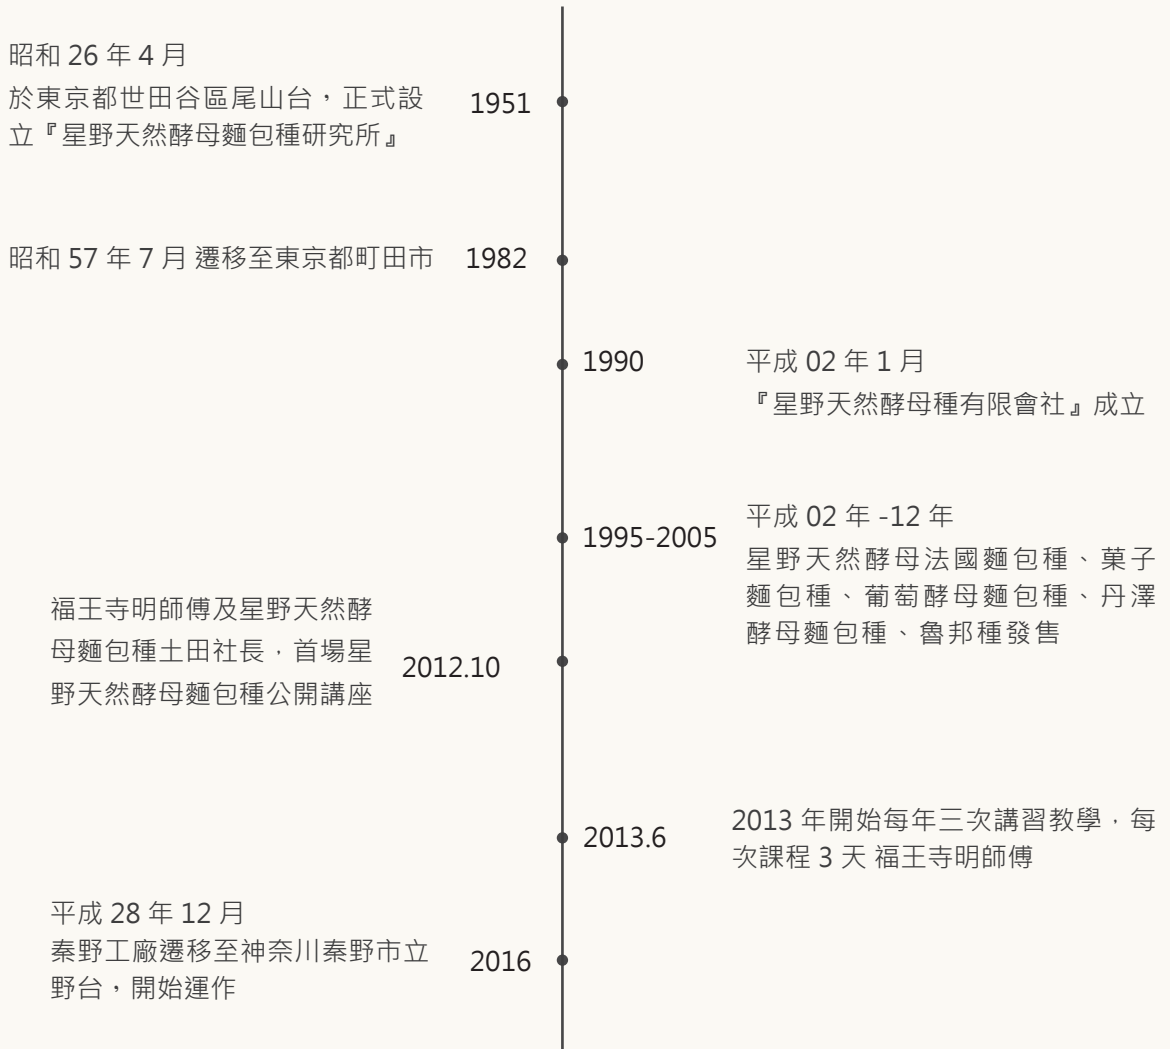 昭和 26 年 4 月
於東京都世田谷區尾山台，正式設
立『星野天然酵母麵包種研究所』
1951
昭和 57 年 7 月 遷移至東京都町田市
1982
1990
平成 02 年 1 月
『星野天然酵母種有限會社』成立
1995-2005
平成 02 年 -12 年
星野天然酵母法國麵包種、菓子
麵包種、葡萄酵母麵包種、丹澤
酵母麵包種、魯邦種發售
福王寺明師傅及星野天然酵
母麵包種土田社長，首場星
野天然酵母麵包種公開講座
2012.10
2013.6
2013 年開始每年三次講習教學，每
次課程 3 天 福王寺明師傅
平成 28 年 12 月
秦野工廠遷移至神奈川秦野市立
野台，開始運作
2016